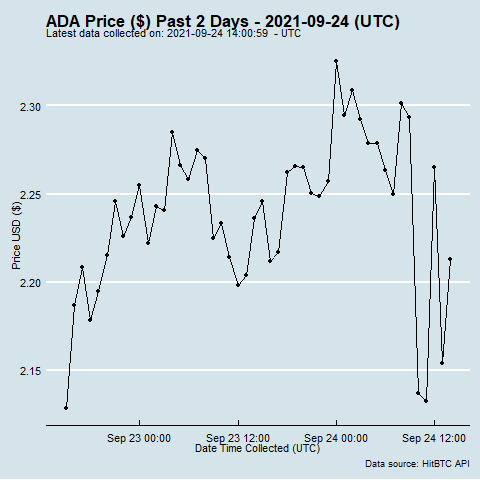 ADA Price ($) Past 2 Days - 2021-09-24 (UTC)
Latest data collected on: 2021-09-24 14:00:59 - UTC
Price USD ($)
2.30
2.25
2.20
2.15
Sep 23 00:00 Sep 23 12:00 Sep 24 00:00 Sep 24 12:00
Date Time Collected (UTC)
Data source: HitBTC API